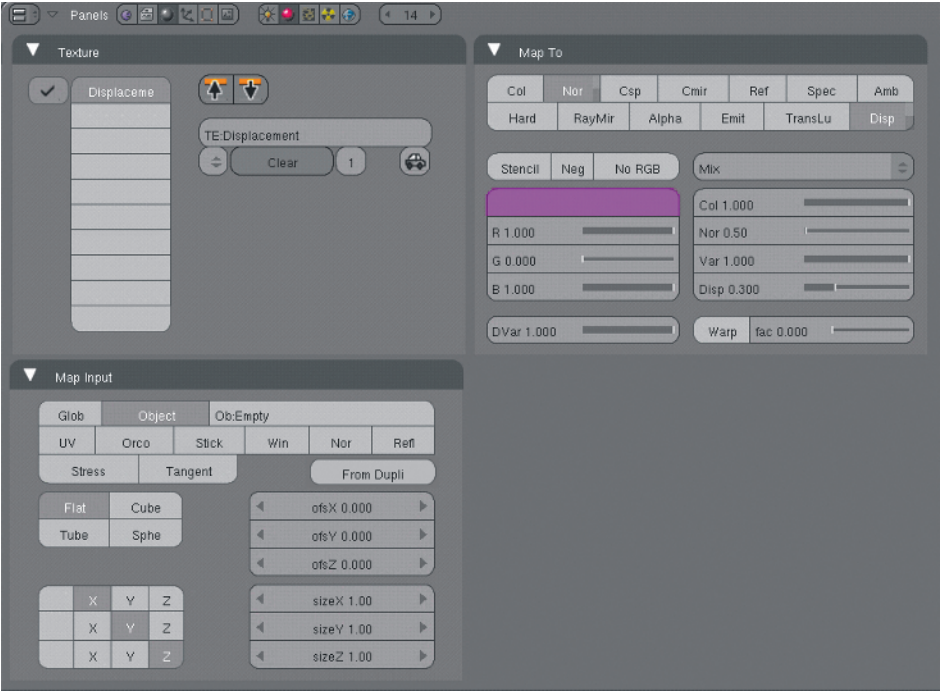 Panels 14
Texture
Displaceme
TE:Displacement
Clear 1
Map To
Col Nor Csp Cmir Ref Spec Amb
Hard RayMir Alpha Emit TransLu Disp
Stencil Neg No RGB Mix
Col 1.000
R 1.000 Nor 0.50
G 0.000 Var 1.000
B 1.000 Disp 0.300
DVar 1.000 Warp fac 0.000
Map Input
Glob Object Ob:Empty
UV Orco Stick Win Nor Refl
Stress Tangent From Dupli
Flat Cube ofsX 0.000
Tube Sphe ofsY 0.000
ofsZ 0.000
X Y Z sizeX 1.00
X Y Z sizeY 1.00
X Y Z sizeZ 1.00